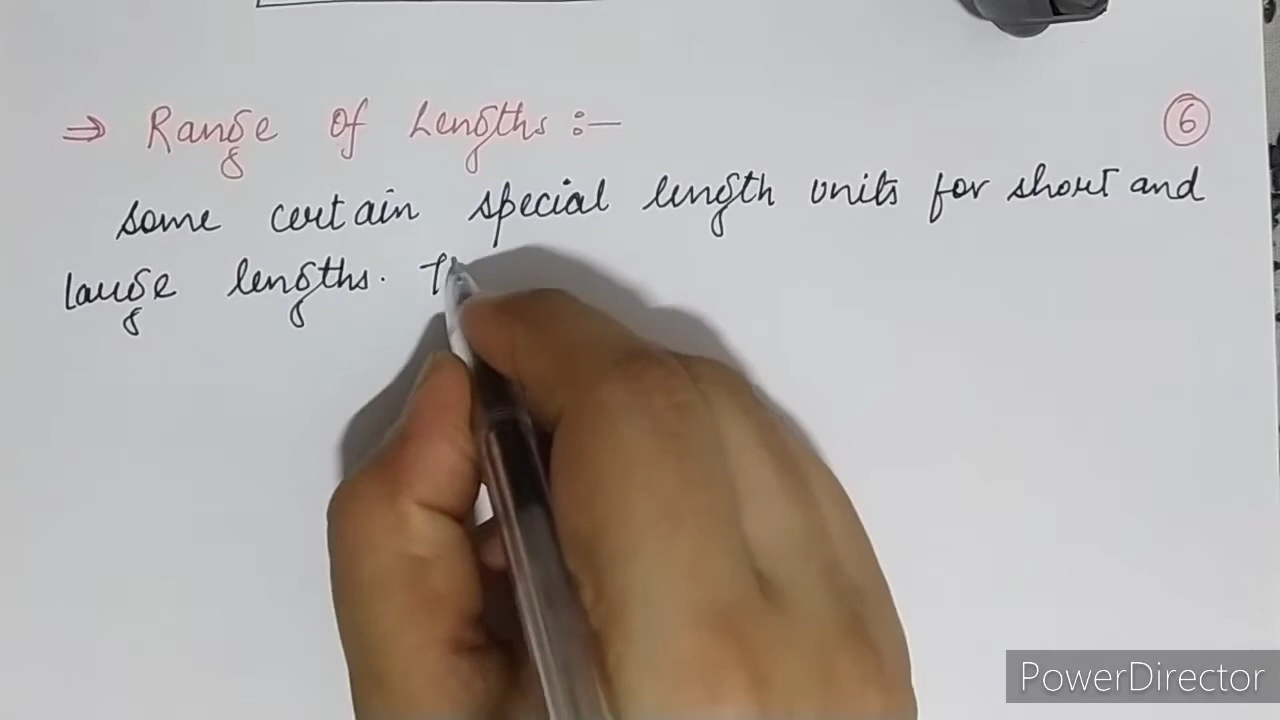 ⇒ Range of Lengths :- 6
some certain special length units for short and
large lengths. T
PowerDirector